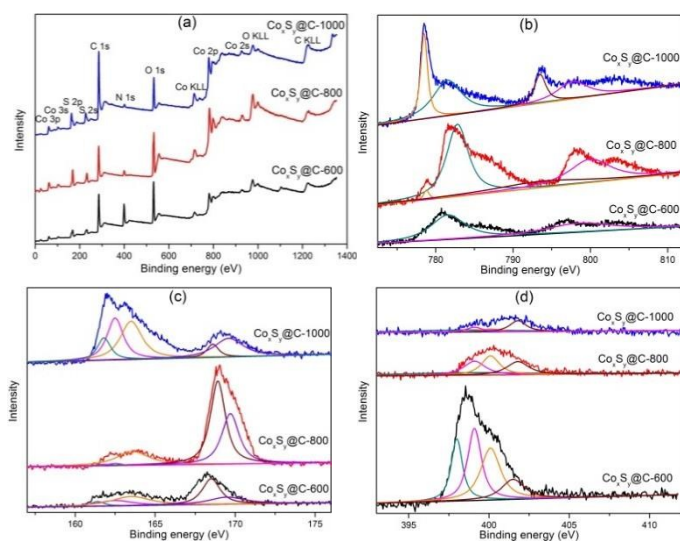 (a)
Co 3p
Co 3s
S 2p
S 2s
C 1s
N 1s
O 1s
Co KLL
Co 2p
Co 2s
O KLL
C KLL
CoxSy@C-1000
CoxSy@C-800
CoxSy@C-600
Intensity
0 200 400 600 800 1000 1200 1400
Binding energy (eV)
(b)
CoxSy@C-1000
CoxSy@C-800
CoxSy@C-600
Intensity
780 790 800 810
Binding energy (eV)
(c)
CoxSy@C-1000
CoxSy@C-800
CoxSy@C-600
Intensity
160 165 170 175
Binding energy (eV)
(d)
CoxSy@C-1000
CoxSy@C-800
CoxSy@C-600
Intensity
395 400 405 410
Binding energy (eV)